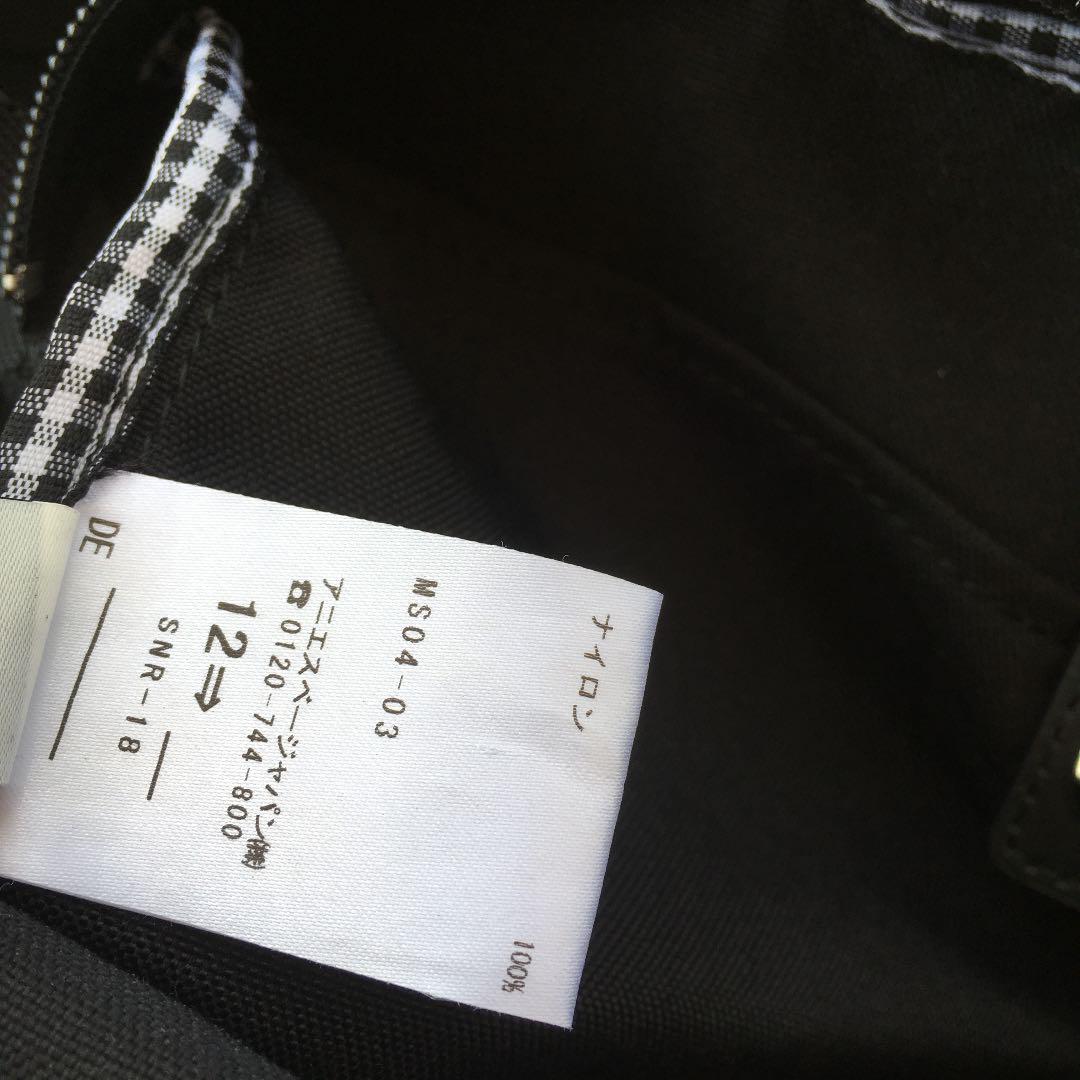 ナイロン 100%
MS04-03
アニエスベージャパン(株)
☎0120-744-800
12⇒
SNR-18
DE